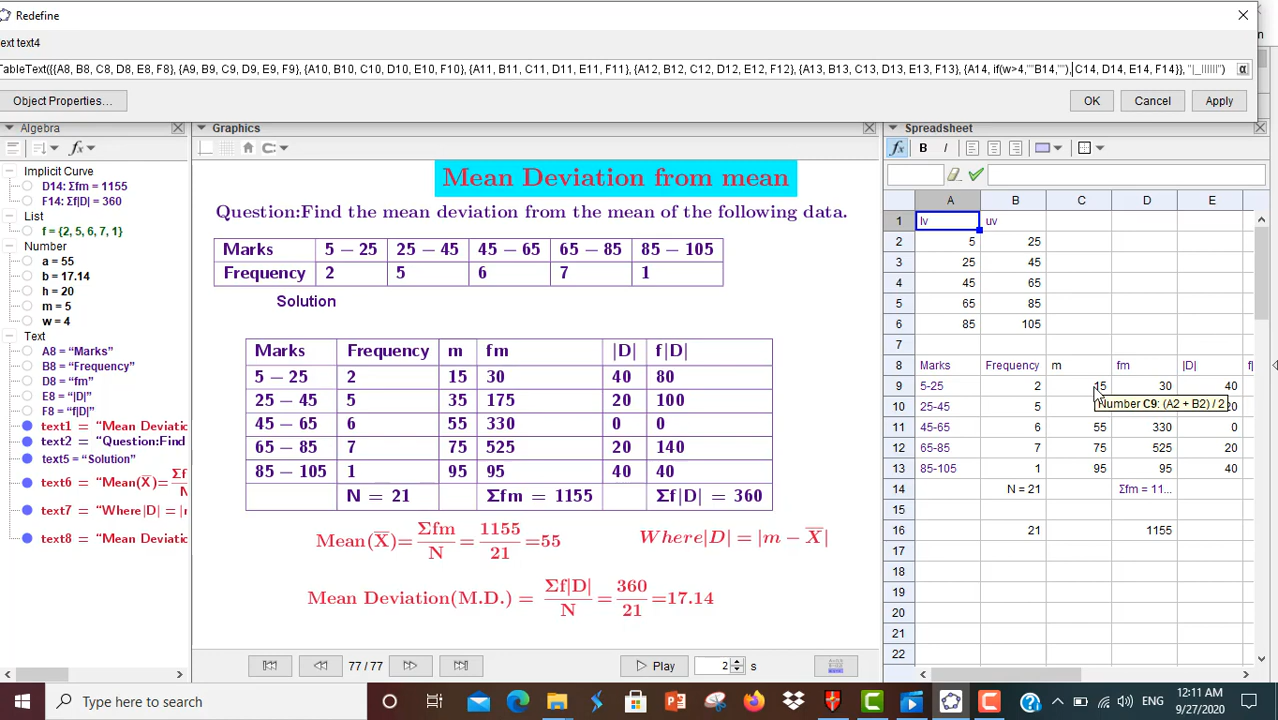 Redefine
ext text4
TableText({{A8, B8, C8, D8, E8, F8}, {A9, B9, C9, D9, E9, F9}, {A10, B10, C10, D10, E10, F10}, {A11, B11, C11, D11, E11, F11}, {A12, B12, C12, D12, E12, F12}, {A13, B13, C13, D13, E13, F13}, {A14, if(w>4,""B14,""), C14, D14, E14, F14}}, "|_||||||")
α
Object Properties…
OK Cancel Apply
Algebra
Graphics
Spreadsheet
Implicit Curve
D14: Σfm = 1155
F14: Σf|D| = 360
List
f = {2, 5, 6, 7, 1}
Number
a = 55
b = 17.14
h = 20
m = 5
w = 4
Text
A8 = “Marks”
B8 = “Frequency”
D8 = “fm”
E8 = “|D|”
F8 = “f|D|”
text1 = “Mean Deviatio
text2 = “Question:Find
text5 = “Solution”
text6 = “Mean(X̅)= Σf
N
text7 = “Where|D| = |r
text8 = “Mean Deviatio
Mean Deviation from mean
Question:Find the mean deviation from the mean of the following data.
Marks 5 − 25 25 − 45 45 − 65 65 − 85 85 − 105
Frequency 2 5 6 7 1
Solution
Marks Frequency m fm |D| f|D|
5 − 25 2 15 30 40 80
25 − 45 5 35 175 20 100
45 − 65 6 55 330 0 0
65 − 85 7 75 525 20 140
85 − 105 1 95 95 40 40
N = 21 Σfm = 1155 Σf|D| = 360
Mean(X̅)= Σfm/N = 1155/21 =55
Where|D| = |m − X̅|
Mean Deviation(M.D.) = Σf|D|/N = 360/21 =17.14
77 / 77 Play 2 s
fx B I
A B C D E
1 lv uv
2 5 25
3 25 45
4 45 65
5 65 85
6 85 105
7
8 Marks Frequency m fm |D| f|
9 5-25 2 15 30 40
Number C9: (A2 + B2) / 2
10 25-45 5 20
11 45-65 6 55 330 0
12 65-85 7 75 525 20
13 85-105 1 95 95 40
14 N = 21 Σfm = 11...
15
16 21 1155
17
18
19
20
21
22
Type here to search
ENG
12:11 AM
9/27/2020